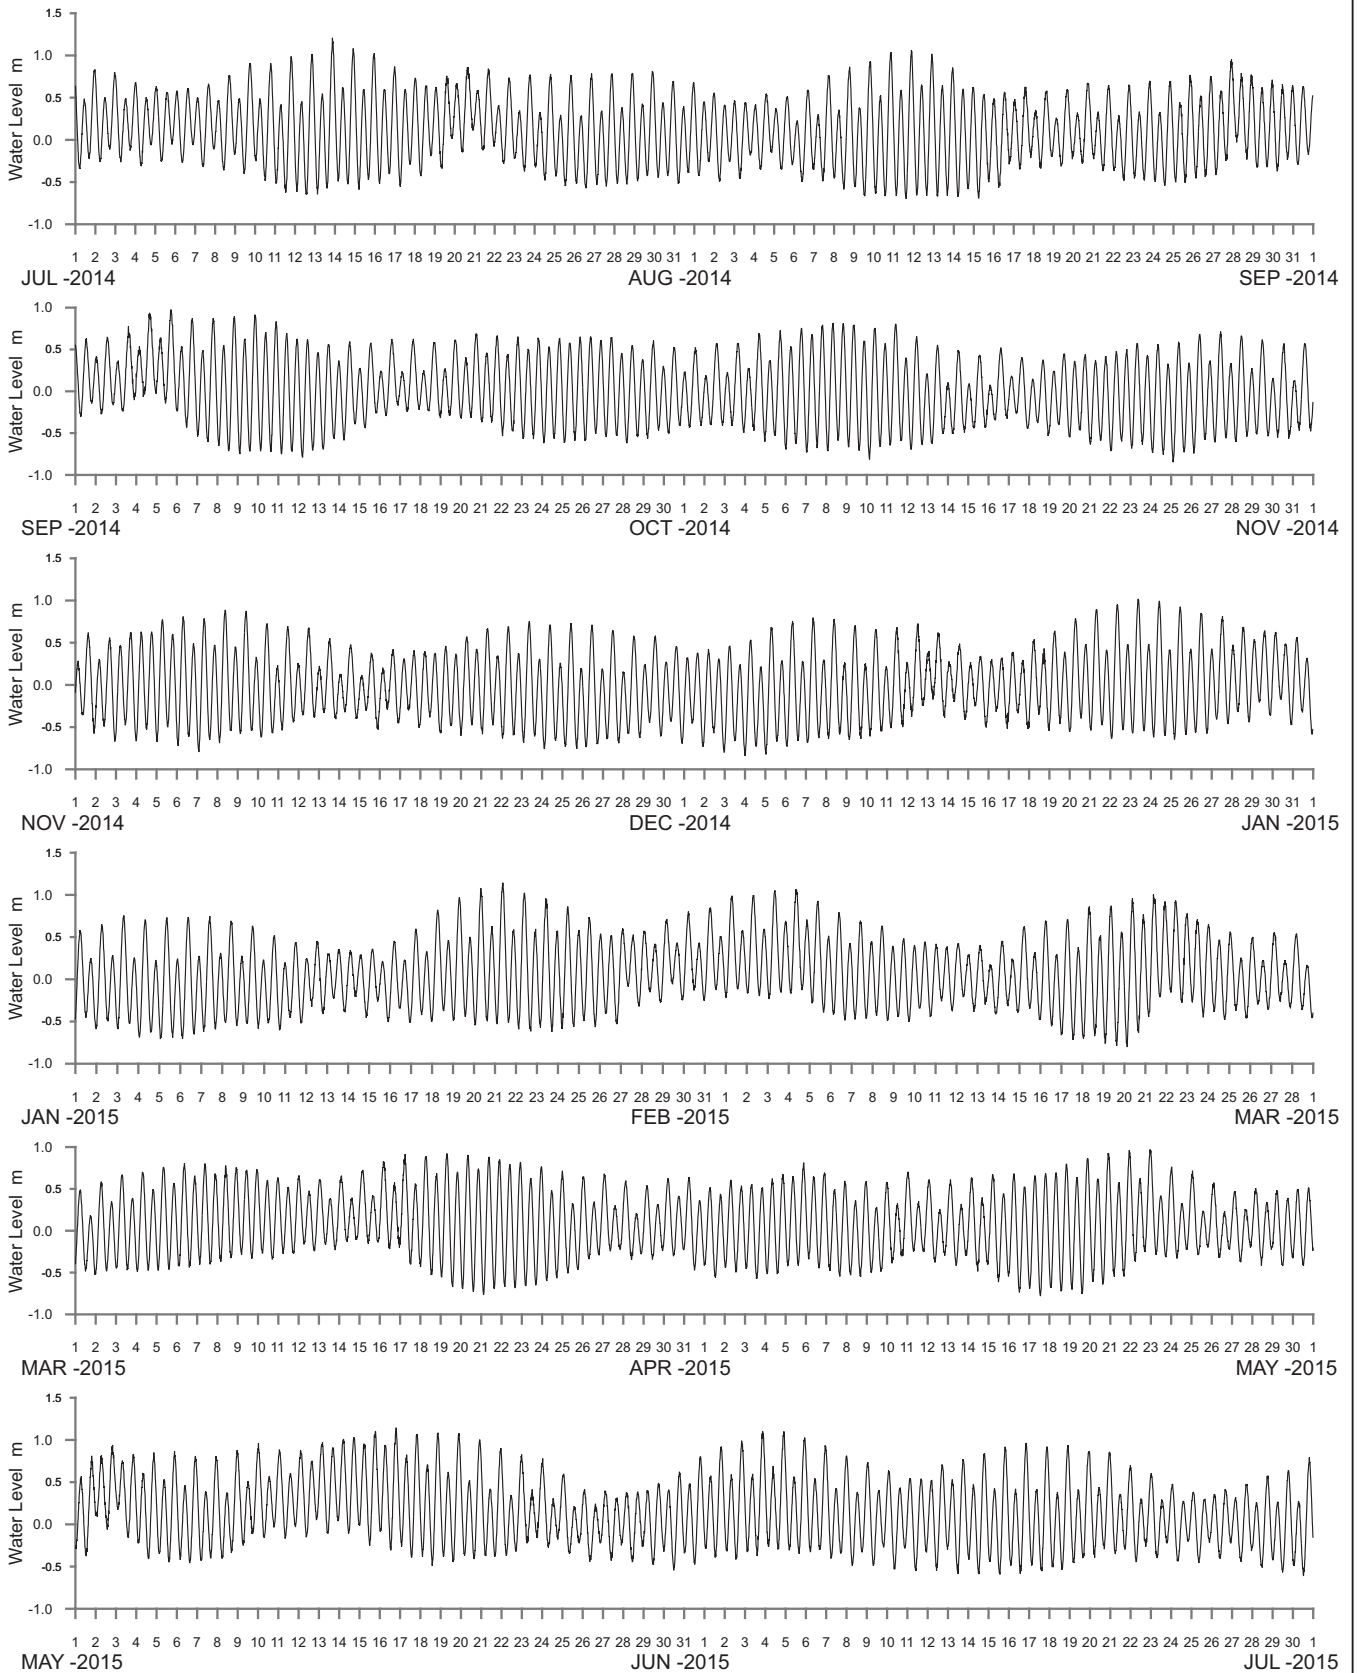 1.5
1.0
0.5
0.0
-0.5
-1.0
Water Level m
1 2 3 4 5 6 7 8 9 10 11 12 13 14 15 16 17 18 19 20 21 22 23 24 25 26 27 28 29 30 31 1 2 3 4 5 6 7 8 9 10 11 12 13 14 15 16 17 18 19 20 21 22 23 24 25 26 27 28 29 30 31 1
JUL -2014 AUG -2014 SEP -2014
1.0
0.5
0.0
-0.5
-1.0
Water Level m
1 2 3 4 5 6 7 8 9 10 11 12 13 14 15 16 17 18 19 20 21 22 23 24 25 26 27 28 29 30 1 2 3 4 5 6 7 8 9 10 11 12 13 14 15 16 17 18 19 20 21 22 23 24 25 26 27 28 29 30 31 1
SEP -2014 OCT -2014 NOV -2014
1.5
1.0
0.5
0.0
-0.5
-1.0
Water Level m
1 2 3 4 5 6 7 8 9 10 11 12 13 14 15 16 17 18 19 20 21 22 23 24 25 26 27 28 29 30 1 2 3 4 5 6 7 8 9 10 11 12 13 14 15 16 17 18 19 20 21 22 23 24 25 26 27 28 29 30 31 1
NOV -2014 DEC -2014 JAN -2015
1.5
1.0
0.5
0.0
-0.5
-1.0
Water Level m
1 2 3 4 5 6 7 8 9 10 11 12 13 14 15 16 17 18 19 20 21 22 23 24 25 26 27 28 29 30 31 1 2 3 4 5 6 7 8 9 10 11 12 13 14 15 16 17 18 19 20 21 22 23 24 25 26 27 28 1
JAN -2015 FEB -2015 MAR -2015
1.0
0.5
0.0
-0.5
-1.0
Water Level m
1 2 3 4 5 6 7 8 9 10 11 12 13 14 15 16 17 18 19 20 21 22 23 24 25 26 27 28 29 30 31 1 2 3 4 5 6 7 8 9 10 11 12 13 14 15 16 17 18 19 20 21 22 23 24 25 26 27 28 29 30 1
MAR -2015 APR -2015 MAY -2015
1.5
1.0
0.5
0.0
-0.5
-1.0
Water Level m
1 2 3 4 5 6 7 8 9 10 11 12 13 14 15 16 17 18 19 20 21 22 23 24 25 26 27 28 29 30 31 1 2 3 4 5 6 7 8 9 10 11 12 13 14 15 16 17 18 19 20 21 22 23 24 25 26 27 28 29 30 1
MAY -2015 JUN -2015 JUL -2015